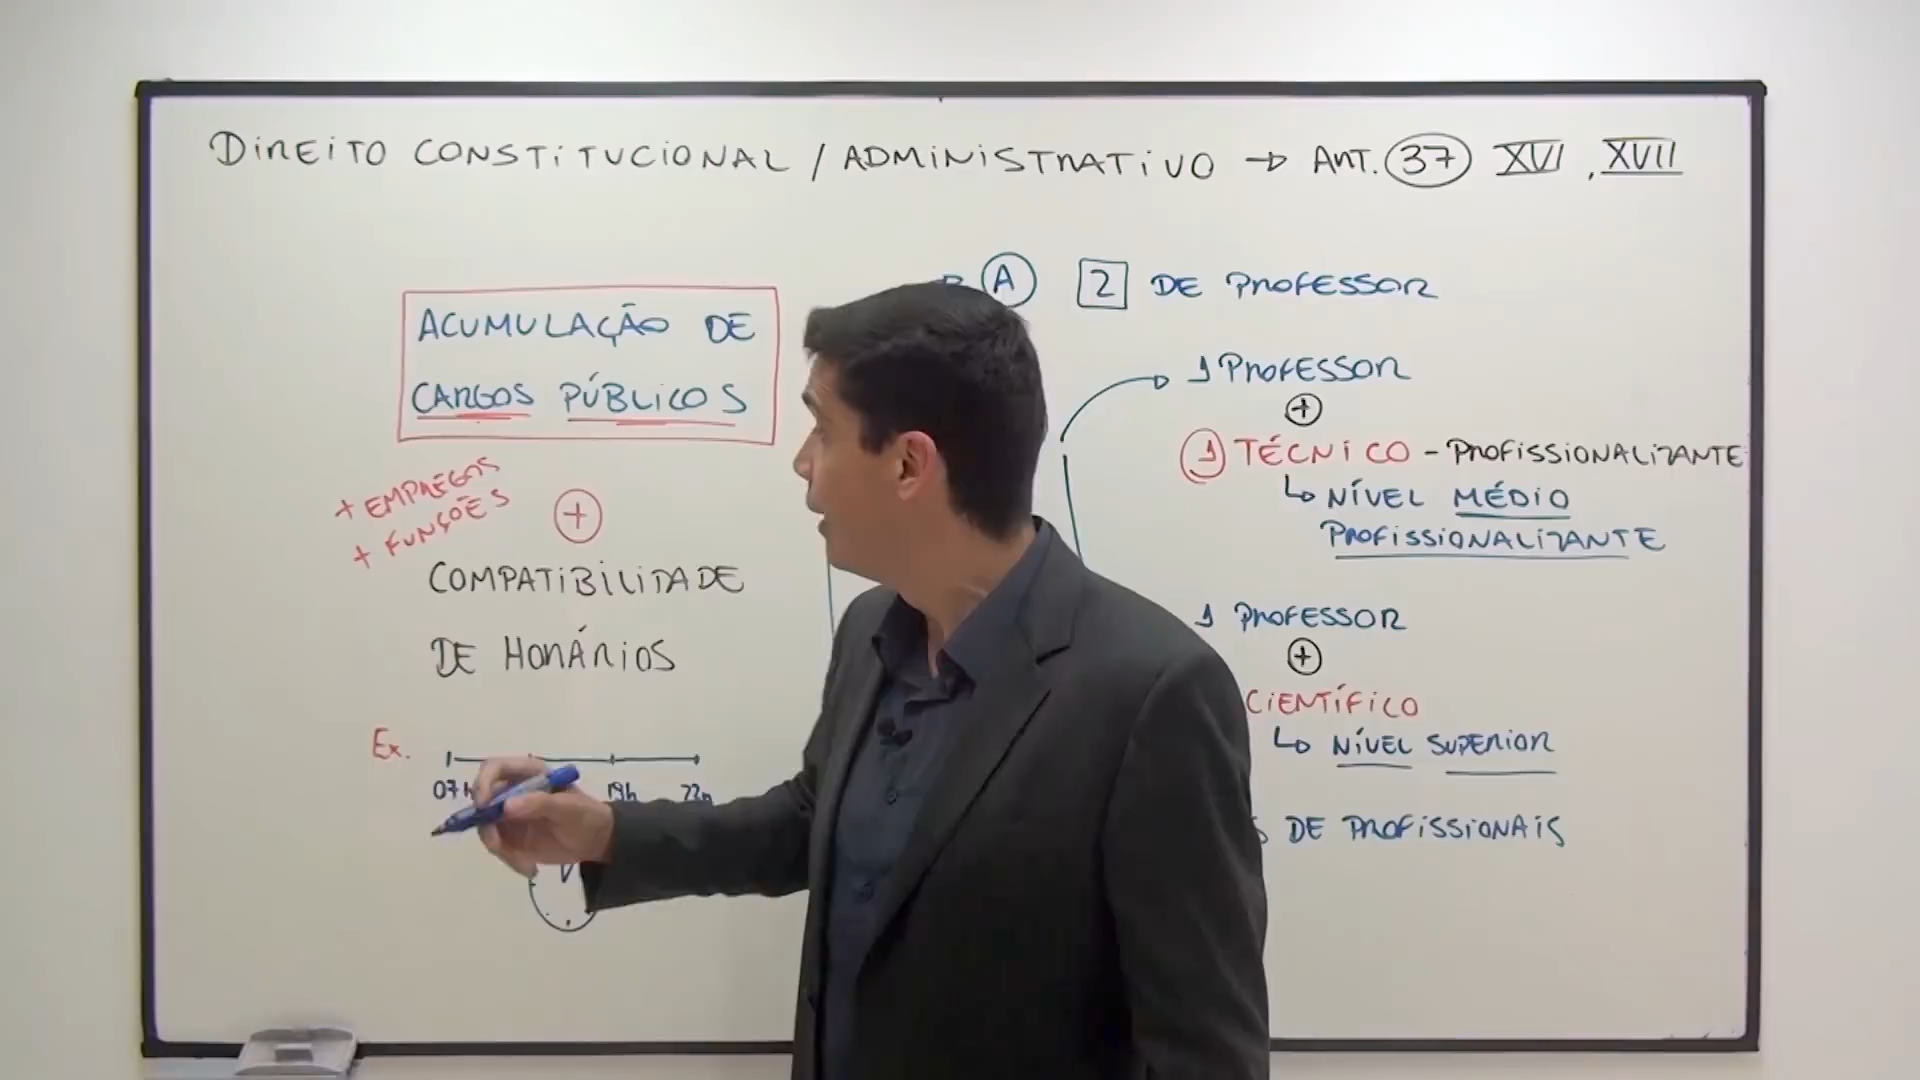 DIREITO CONSTITUCIONAL / ADMINISTRATIVO → ART. 37 XVI, XVII
ACUMULAÇÃO DE
CARGOS PÚBLICOS
+ EMPREGOS
+ FUNÇÕES
+
COMPATIBILIDADE
DE HORÁRIOS
Ex.
07h 19h 22h
A 2 DE PROFESSOR
1 PROFESSOR
+
1 TÉCNICO - PROFISSIONALIZANTE
↳ NÍVEL MÉDIO
PROFISSIONALIZANTE
1 PROFESSOR
+
CIENTÍFICO
↳ NÍVEL SUPERIOR
DE PROFISSIONAIS